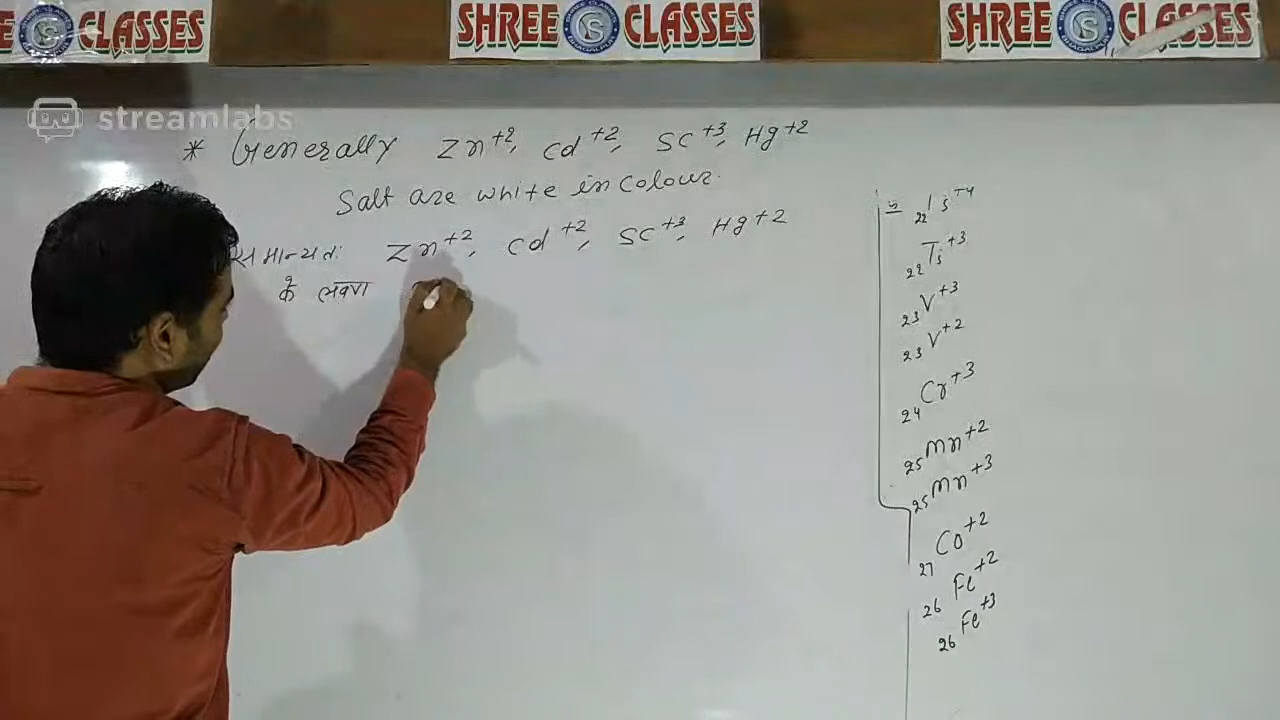 SHREE CLASSES SHREE CLASSES
CLASSES
streamlabs
* Generally Zn+2, Cd+2, Sc+3, Hg+2
Salt are white in colour.
सामान्यतः Zn+2, Cd+2, Sc+3, Hg+2
के लवण
22Ti+4
22Ti+3
23V+3
23V+2
24Cr+3
25Mn+2
25Mn+3
27Co+2
26Fe+2
26Fe+3